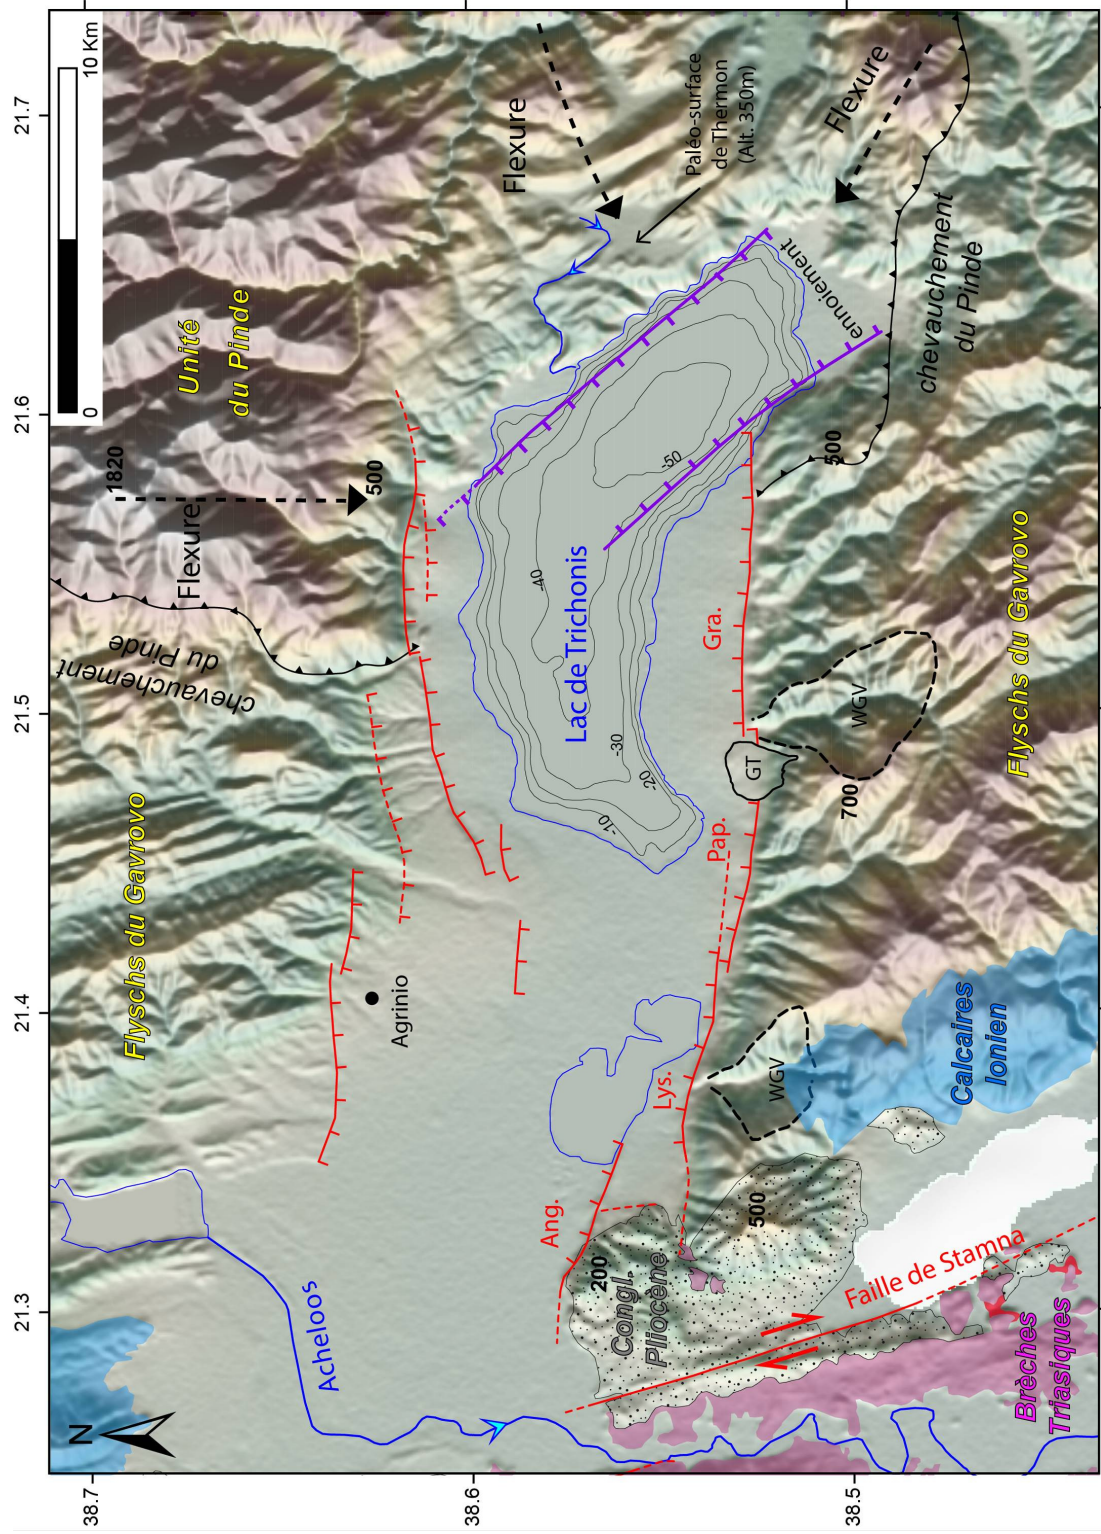 21.3
21.4
21.5
21.6
21.7
38.7
38.6
38.5
N
0
10 Km
Flyschs du Gavrovo
chevauchement
du Pinde
Flexure
1820
500
Unité
du Pinde
Flexure
Paléo-surface
de Thermon
(Alt. 350m)
Flexure
Acheloos
Agrinio
Lac de Trichonis
-10
-20
-30
-40
-50
ennoiement
chevauchement
du Pinde
500
Ang.
Lys.
Pap.
Gra.
GT
WGV
WGV
700
Flyschs du Gavrovo
200
Congl.
Pliocène
500
Calcaires
Ionien
Faille de Stamna
Brèches
Triasiques